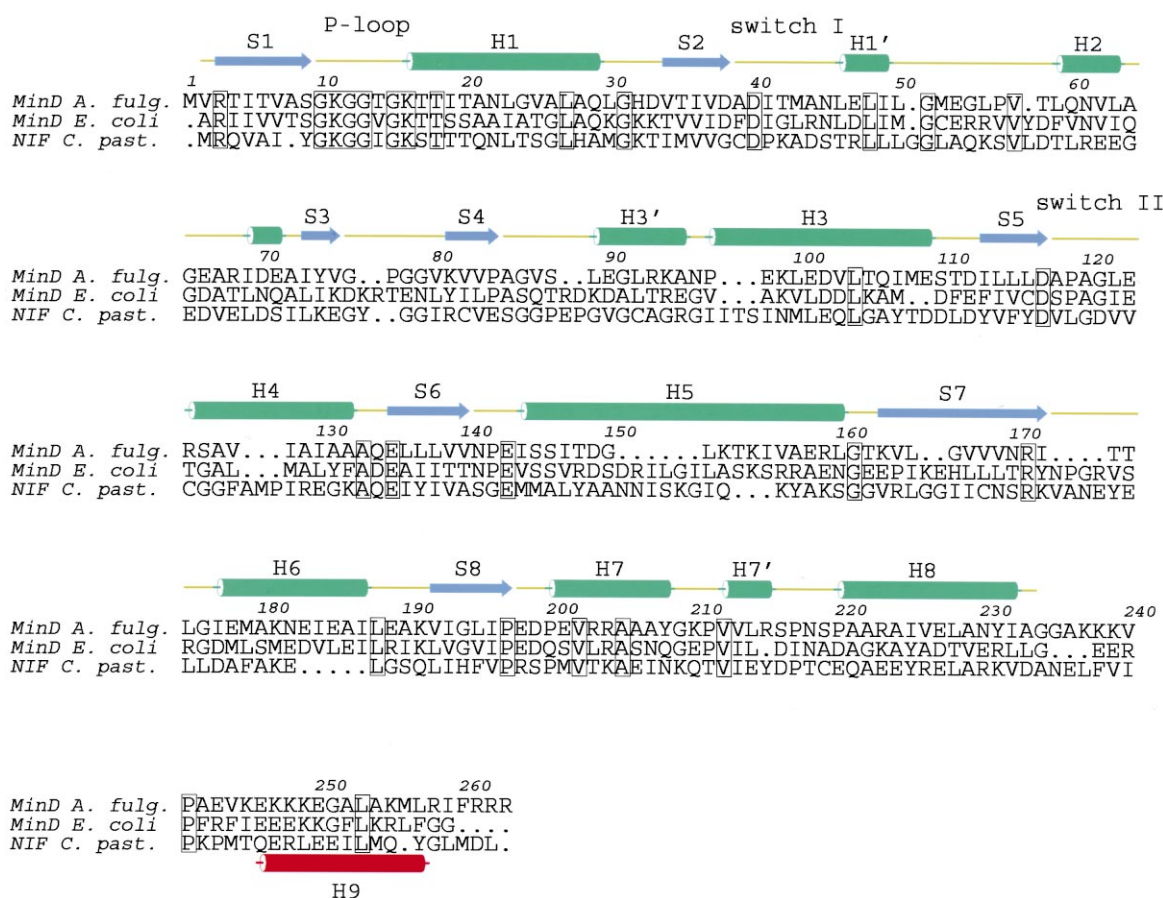 P-loop switch I
S1 H1 S2 H1' H2
1 10 20 30 40 50 60
MinD A. fulg. MVRTITVASGKGGTGKTTITANLGVALAQLGHDVTIVDADITMANLELIL.GMEGLPV.TLQNVLA
MinD E. coli .ARIIVVTSGKGGVGKTTSSAAIATGLAQKGKKTVVIDFDIGLRNLDLIM.GCERRVVYDFVNVIQ
NIF C. past. .MRQVAI.YGKGGIGKSTTTQNLTSGLHAMGKTIMVVGCDPKADSTRLLLGGLAQKSVLDTLREEG
switch II
S3 S4 H3' H3 S5
70 80 90 100 110 120
MinD A. fulg. GEARIDEAIYVG..PGGVKVVPAGVS..LEGLRKANP...EKLEDVLTQIMESTDILLLDAPAGLE
MinD E. coli GDATLNQALIKDKRTENLYILPASQTRDKDALTREGV...AKVLDDLKAM..DFEFIVCDSPAGIE
NIF C. past. EDVELDSILKEGY..GGIRCVESGGPEPGVGCAGRGIITSINMLEQLGAYTDDLDYVFYDVLGDVV
H4 S6 H5 S7
130 140 150 160 170
MinD A. fulg. RSAV...IAIAAAQELLLVVNPEISSITDG......LKTKIVAERLGTKVL..GVVVNRI....TT
MinD E. coli TGAL...MALYFADEAIITTNPEVSSVRDSDRILGILASKSRRAENGEEPIKEHLLLTRYNPGRVS
NIF C. past. CGGFAMPIREGKAQEIYIVASGEMMALYAANNISKGIQ...KYAKSGGVRLGGIICNSRKVANEYE
H6 S8 H7 H7' H8
180 190 200 210 220 230 240
MinD A. fulg. LGIEMAKNEIEAILEAKVIGLIPEDPEVRRAAAYGKPVVLRSPNSPAARAIVELANYIAGGAKKKV
MinD E. coli RGDMLSMEDVLEILRIKLVGVIPEDQSVLRASNQGEPVIL.DINADAGKAYADTVERLLG...EER
NIF C. past. LLDAFAKE.....LGSQLIHFVPRSPMVTKAEINKQTVIEYDPTCEQAEEYRELARKVDANELFVI
250 260
MinD A. fulg. PAEVKEKKKEGALAKMLRIFRRR
MinD E. coli PFRFIEEEKKGFLKRLFGG....
NIF C. past. PKPMTQERLEEILMQ.YGLMDL.
H9